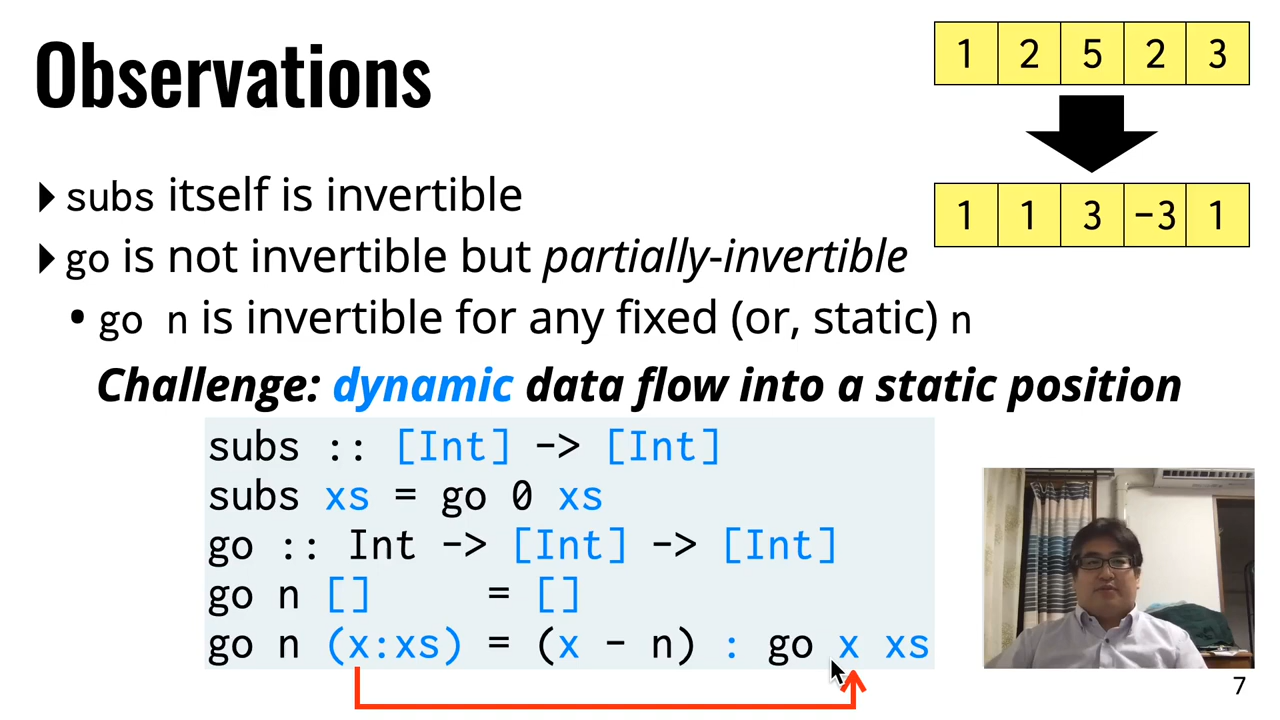 Observations
1 2 5 2 3
1 1 3 -3 1
▸ subs itself is invertible
▸ go is not invertible but partially-invertible
• go n is invertible for any fixed (or, static) n
Challenge: dynamic data flow into a static position
subs :: [Int] -> [Int]
subs xs = go 0 xs
go :: Int -> [Int] -> [Int]
go n [] = []
go n (x:xs) = (x - n) : go x xs
7